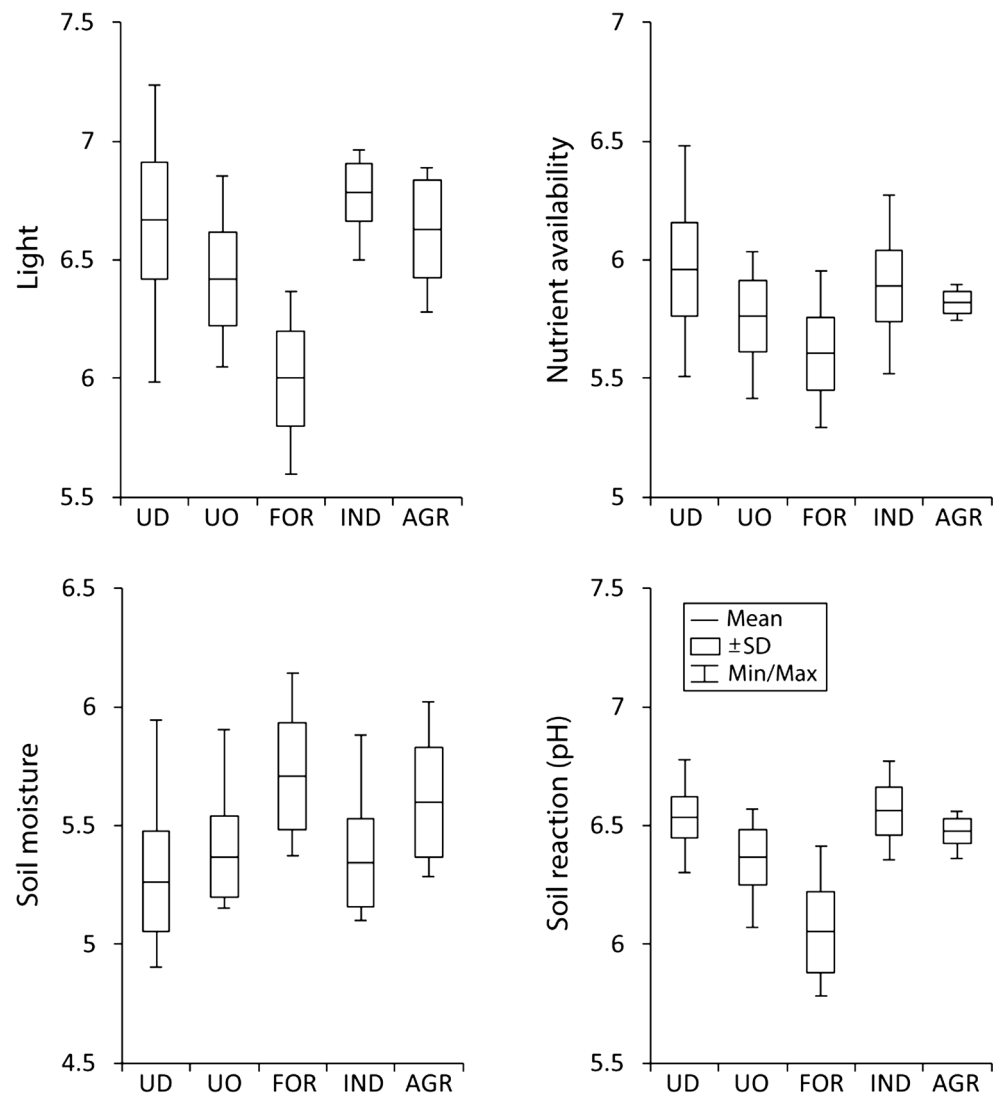 Light
7.5
7
6.5
6
5.5
UD UO FOR IND AGR
Nutrient availability
7
6.5
6
5.5
5
UD UO FOR IND AGR
Soil moisture
6.5
6
5.5
5
4.5
UD UO FOR IND AGR
Soil reaction (pH)
7.5
7
6.5
6
5.5
Mean
±SD
Min/Max
UD UO FOR IND AGR